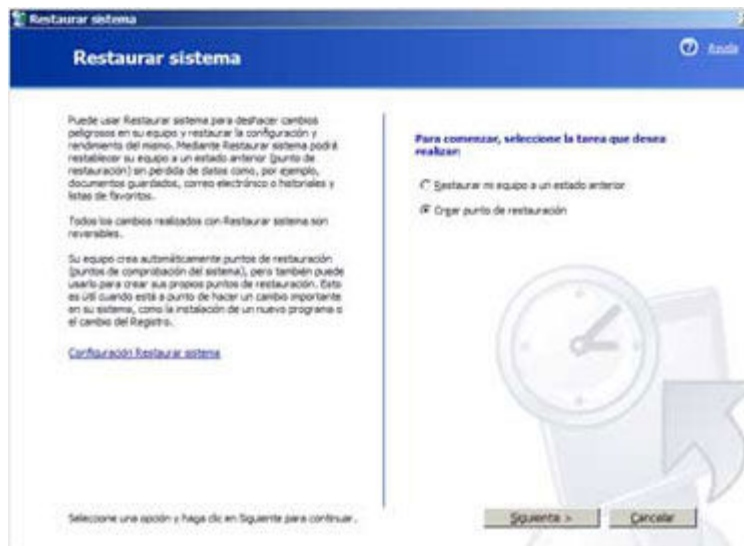 Restaurar sistema
Restaurar sistema
Ayuda
Puede usar Restaurar sistema para deshacer cambios
peligrosos en su equipo y restaurar la configuración y
rendimiento del mismo. Mediante Restaurar sistema podrá
restablecer su equipo a un estado anterior (punto de
restauración) sin perdida de datos como, por ejemplo,
documentos guardados, correo electrónico o historiales y
listas de favoritos.
Todos los cambios realizados con Restaurar sistema son
reversibles.
Su equipo crea automáticamente puntos de restauración
(puntos de comprobación del sistema), pero también puede
usarlo para crear sus propios puntos de restauración. Esto
es útil cuando está a punto de hacer un cambio importante
en su sistema, como la instalación de un nuevo programa o
el cambio del Registro.
Configuración Restaurar sistema
Para comenzar, seleccione la tarea que desea
realizar:
Restaurar mi equipo a un estado anterior
Crear punto de restauración
Seleccione una opción y haga clic en Siguiente para continuar.
Siguiente >
Cancelar